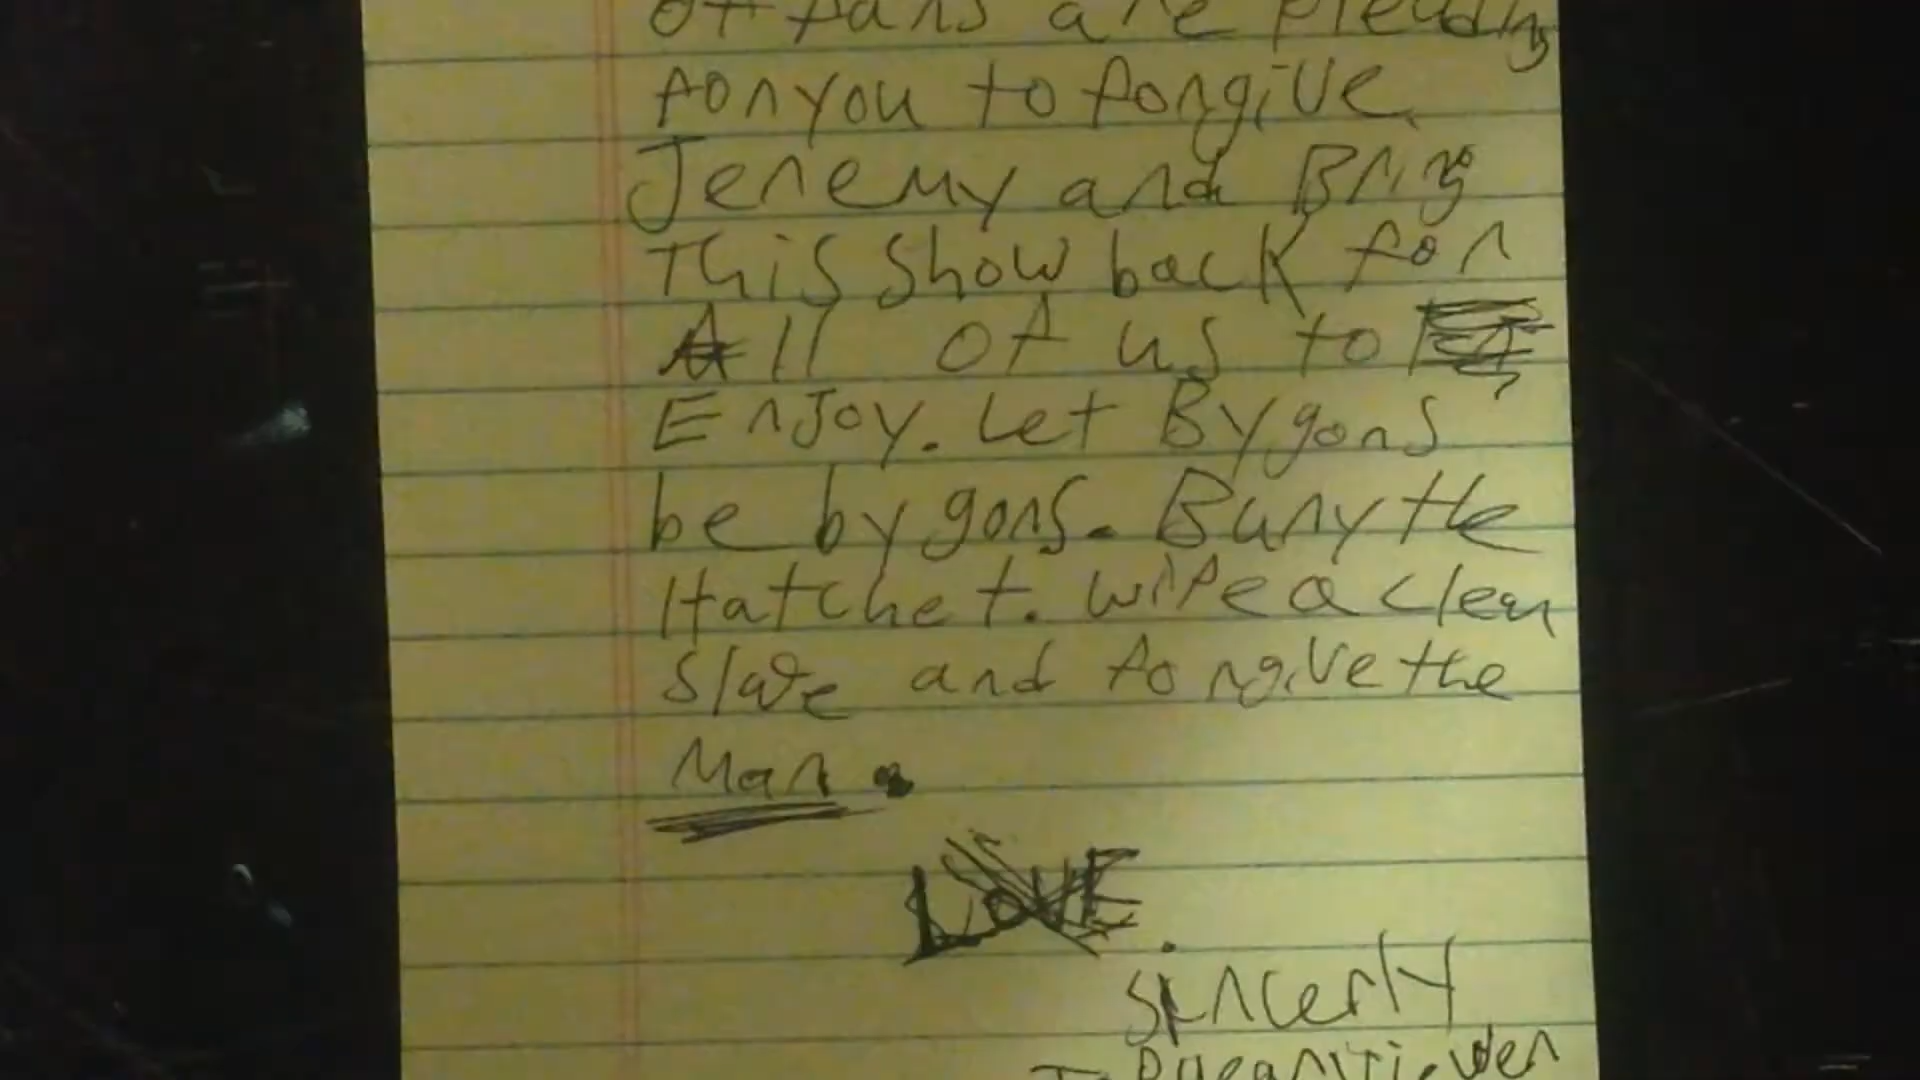 of fans are pleading
for you to forgive
Jeremy and Bring
This show back for
All of us to
Enjoy. Let Bygons
be bygons. Bury the
Hatchet. wipe a clean
slate and forgive the
Man.
LOVE
sincerly